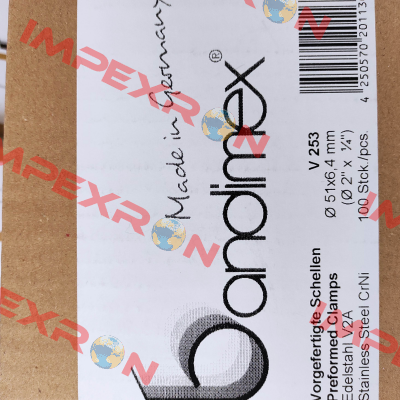 Made in Germany
bandimex®
Vorgefertigte Schellen
Preformed Clamps
Edelstahl V2A
Stainless Steel CrNi
V 253
Ø 51x6,4 mm
(Ø 2" x ¼")
100 Stck./pcs.
4 250570 20113
IMPEXRON
IMPEXRON
IMPEXRON
IMPEXRON